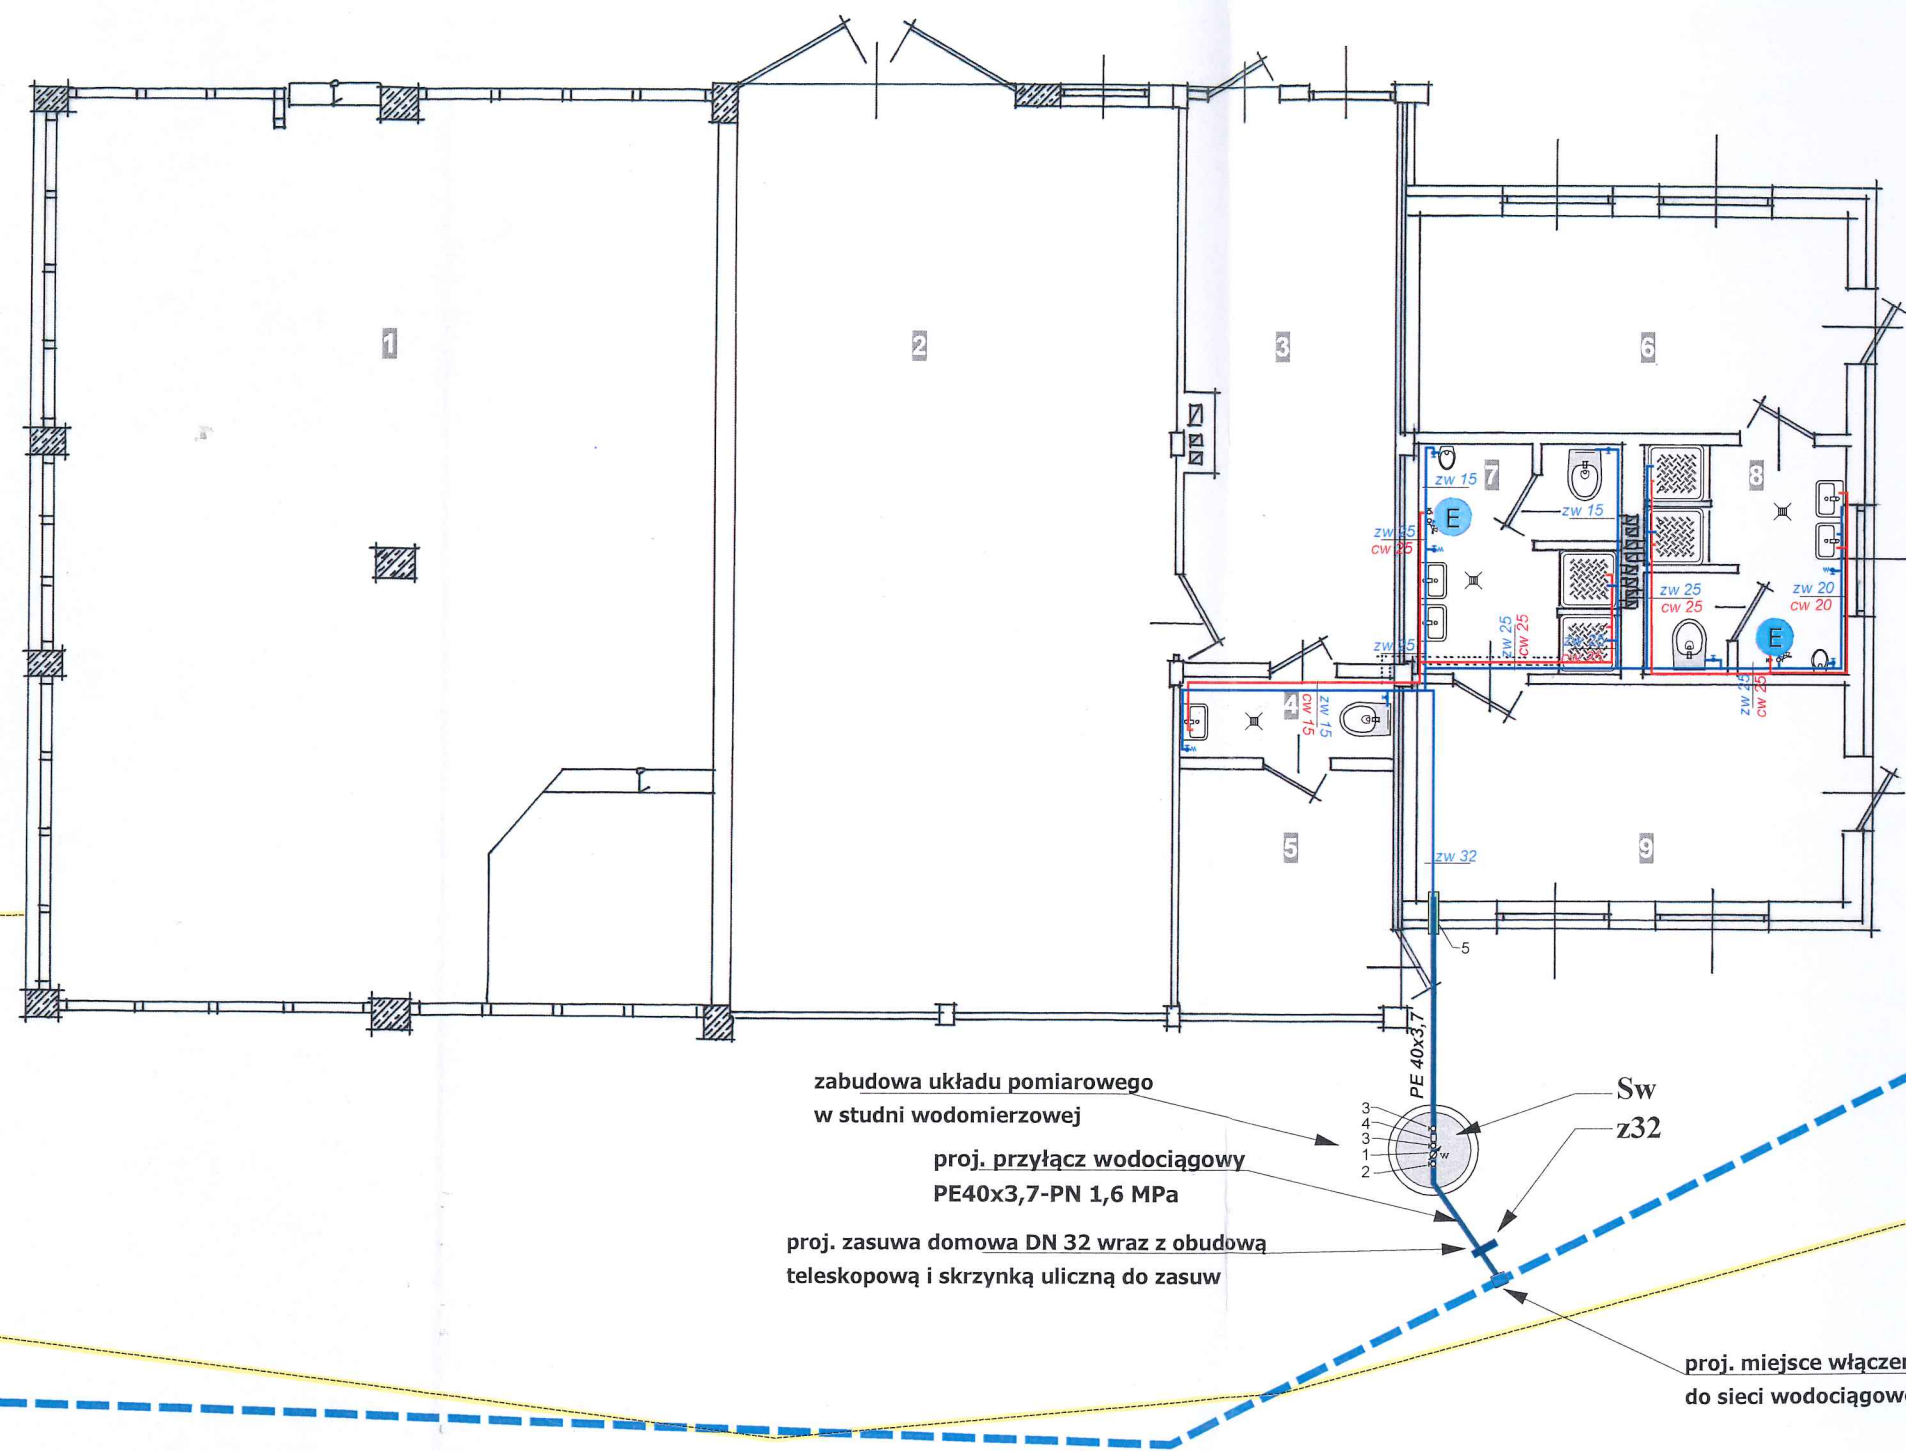 1
2
3
6
7
8
zw 15
zw 15
E
zw 25
cw 25
zw 25
cw 25
zw 20
cw 20
zw 25
cw 25
E
zw 25
zw 25
cw 25
4
zw 15
cw 15
5
zw 32
9
5
PE 40x3,7
zabudowa układu pomiarowego
w studni wodomierzowej
3
4
3
1
2
w
Sw
z32
proj. przyłącz wodociągowy
PE40x3,7-PN 1,6 MPa
proj. zasuwa domowa DN 32 wraz z obudową
teleskopową i skrzynką uliczną do zasuw
proj. miejsce włączen
do sieci wodociągowe